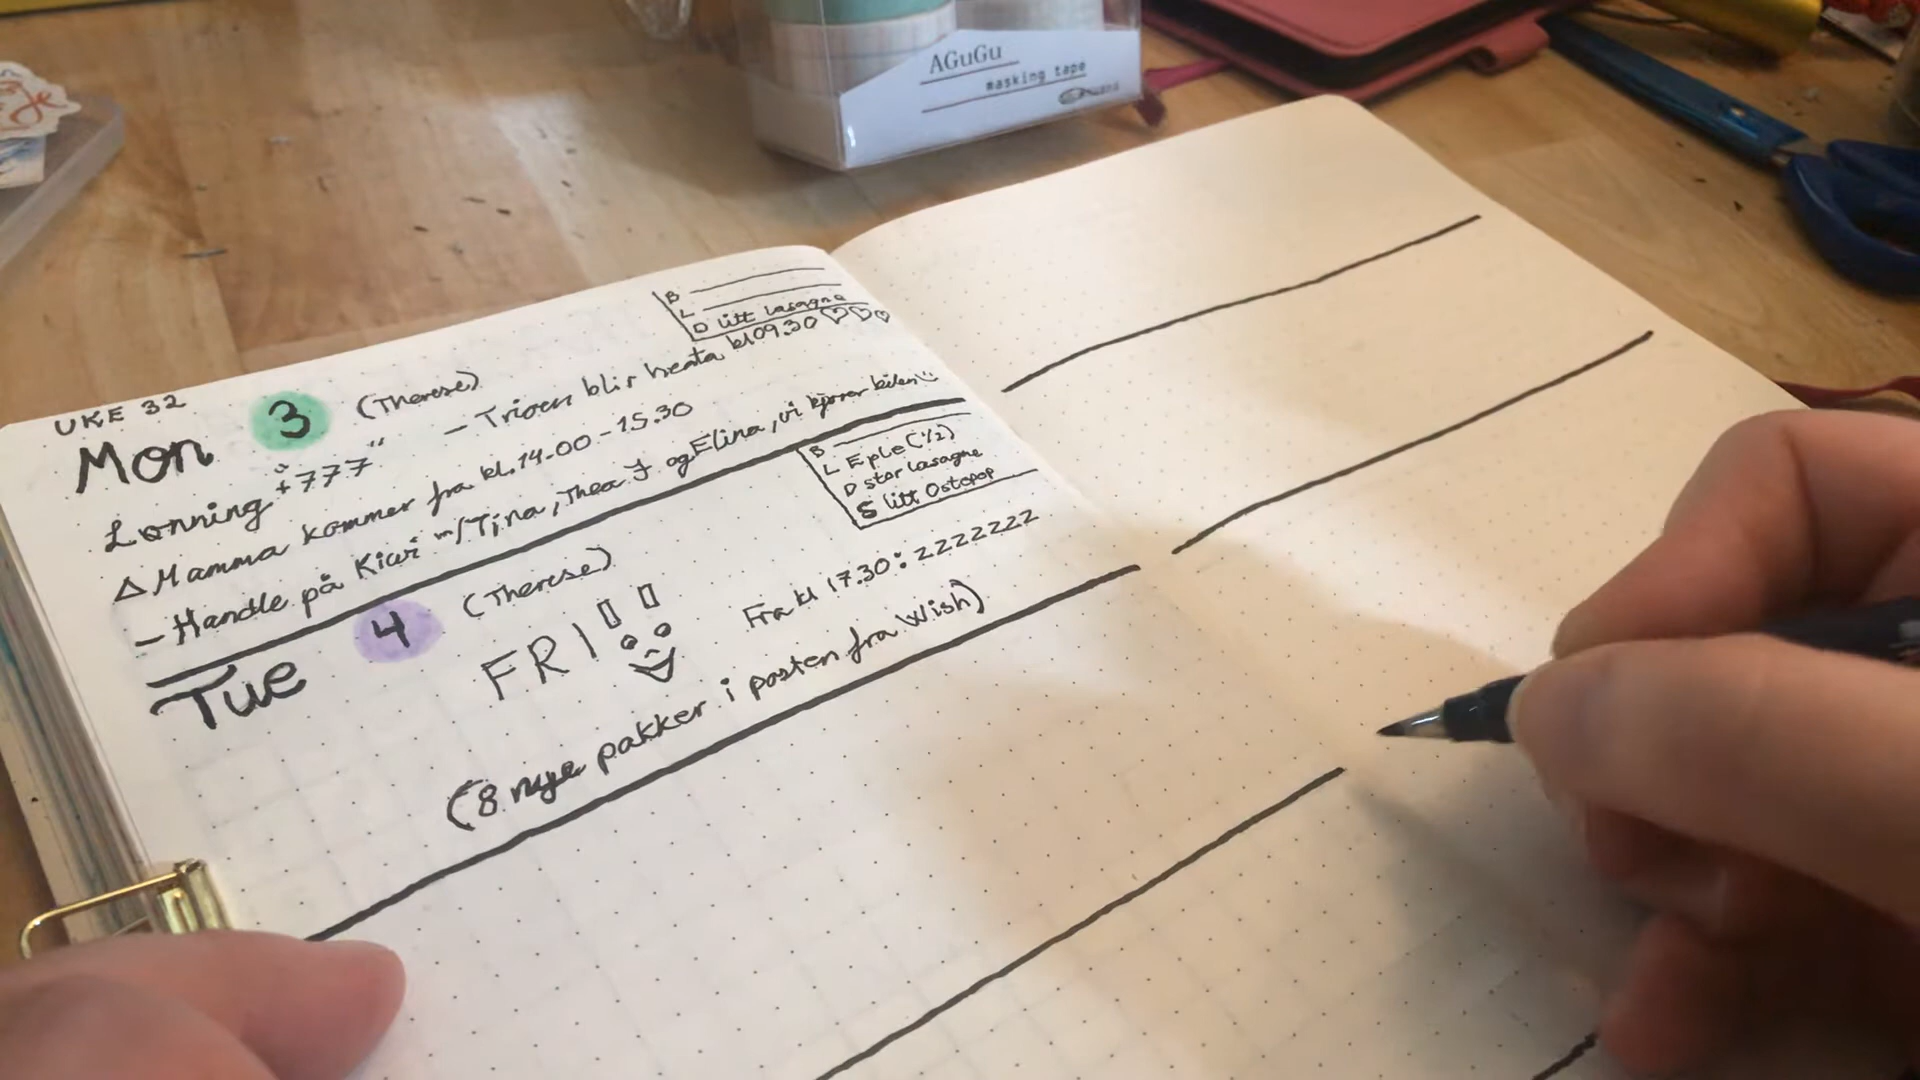 AGuGu
masking tape
UKE 32
Mon 3 (Therese)
B
L
D litt lasagne
Lønning "+777"
- Trioen blir henta kl 09.30 ♡♡♡
△ Mamma kommer fra kl. 14.00 - 15.30
- Handle på Kiwi m/Tina, Thea J og Elina, vi kjører bilen :)
Tue 4 (Therese)
B
L Eple (1/2)
D stor lasagne
S litt Ostepop
FRI!!
Fra kl 17.30: zzzzzzz
(8 nye pakker i posten fra Wish)